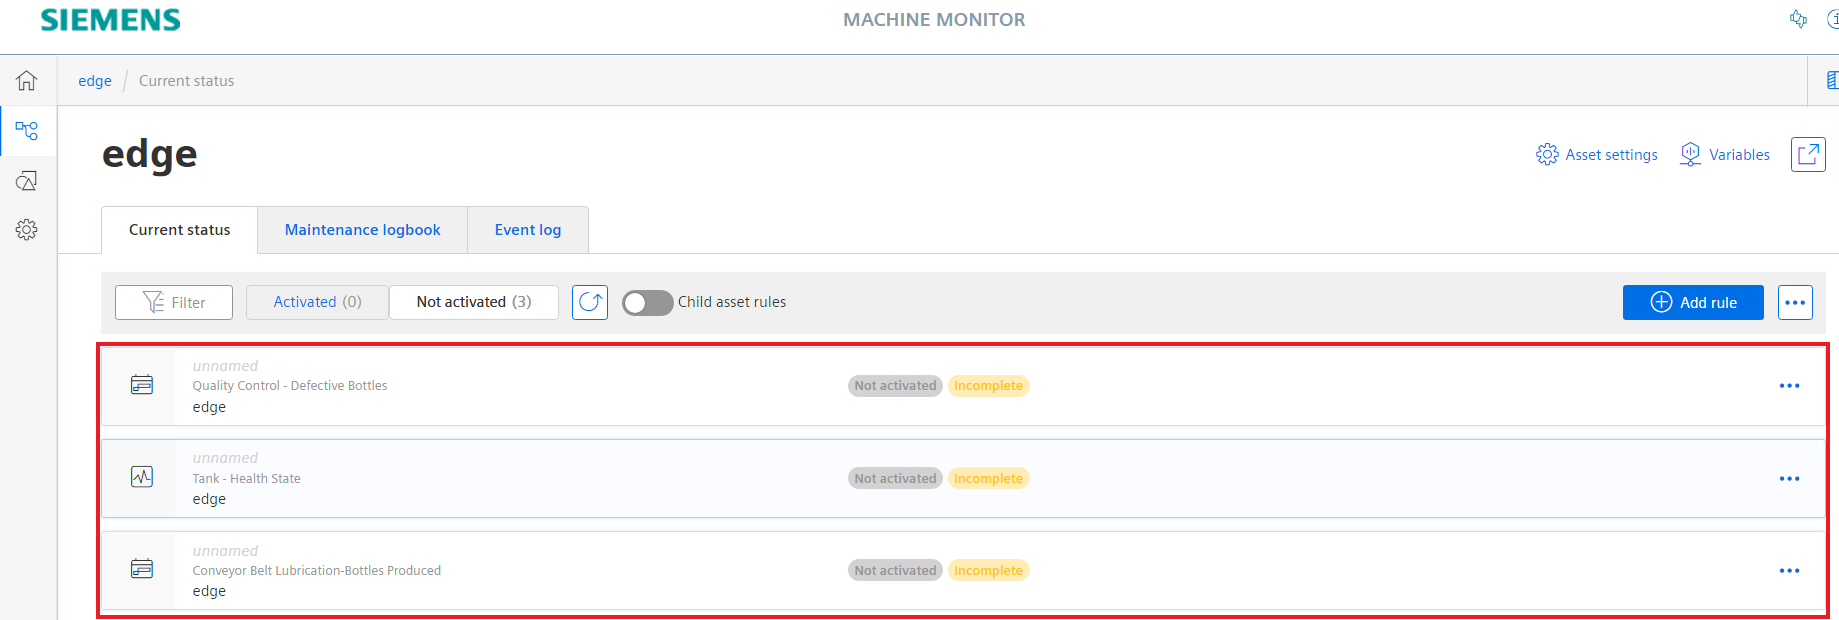 SIEMENS
MACHINE MONITOR
edge / Current status
edge
Asset settings
Variables
Current status
Maintenance logbook
Event log
Filter
Activated (0)
Not activated (3)
Child asset rules
Add rule
unnamed
Quality Control - Defective Bottles
edge
Not activated
Incomplete
unnamed
Tank - Health State
edge
Not activated
Incomplete
unnamed
Conveyor Belt Lubrication-Bottles Produced
edge
Not activated
Incomplete